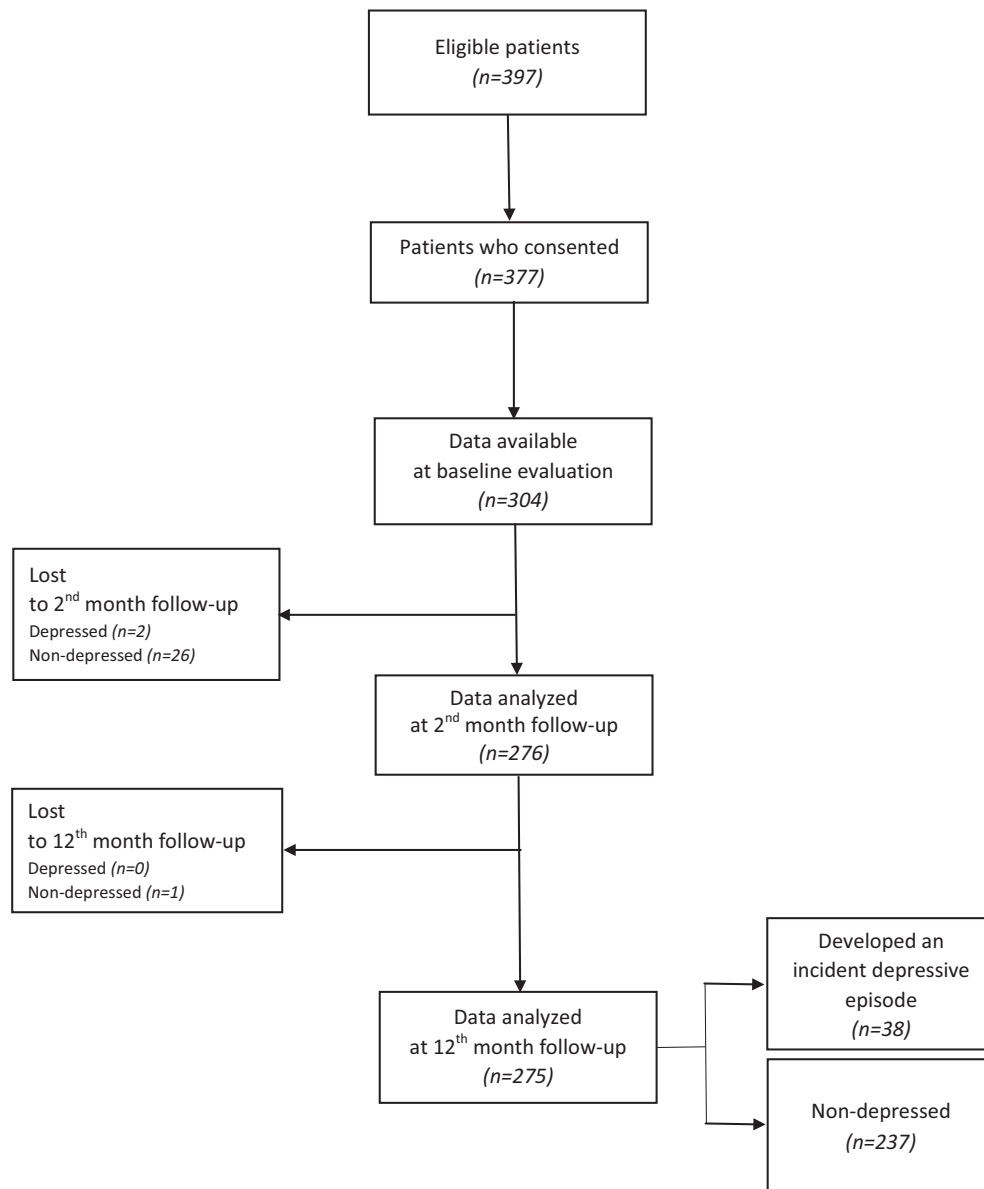 Eligible patients
(n=397)
Patients who consented
(n=377)
Data available
at baseline evaluation
(n=304)
Lost
to 2nd month follow-up
Depressed (n=2)
Non-depressed (n=26)
Data analyzed
at 2nd month follow-up
(n=276)
Lost
to 12th month follow-up
Depressed (n=0)
Non-depressed (n=1)
Data analyzed
at 12th month follow-up
(n=275)
Developed an
incident depressive
episode
(n=38)
Non-depressed
(n=237)